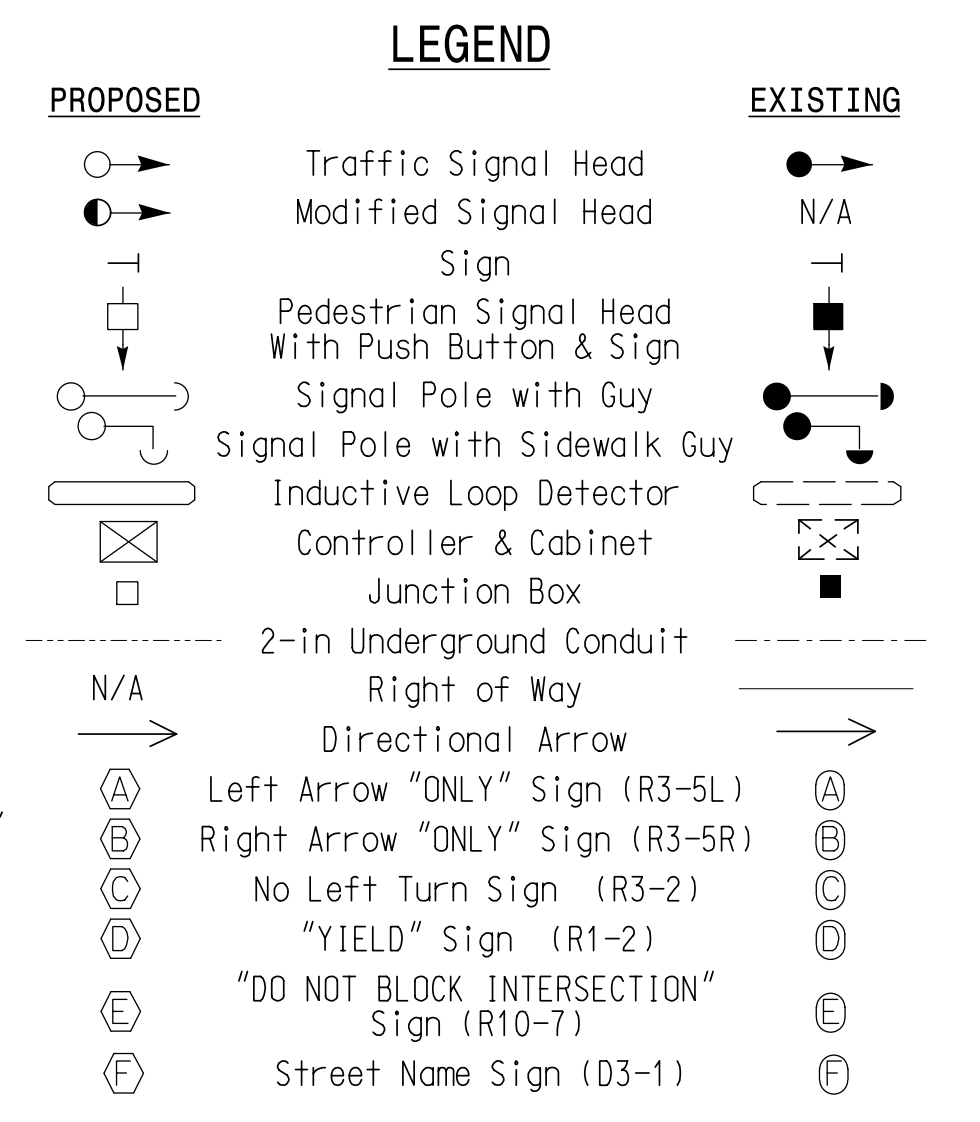 LEGEND
PROPOSED EXISTING
Traffic Signal Head
Modified Signal Head N/A
Sign
Pedestrian Signal Head
With Push Button & Sign
Signal Pole with Guy
Signal Pole with Sidewalk Guy
Inductive Loop Detector
Controller & Cabinet
Junction Box
2-in Underground Conduit
N/A Right of Way
Directional Arrow
A Left Arrow "ONLY" Sign (R3-5L) A
B Right Arrow "ONLY" Sign (R3-5R) B
C No Left Turn Sign (R3-2) C
D "YIELD" Sign (R1-2) D
"DO NOT BLOCK INTERSECTION"
E Sign (R10-7) E
F Street Name Sign (D3-1) F